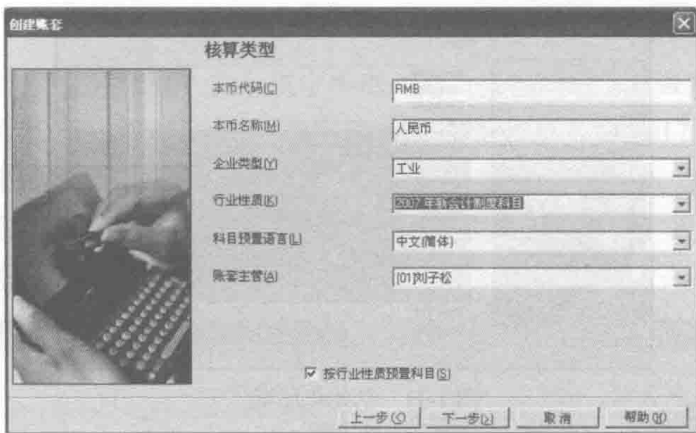 创建账套
核算类型
本币代码(C) RMB
本币名称(M) 人民币
企业类型(Y) 工业
行业性质(K) 2007年新会计制度科目
科目预置语言(L) 中文(简体)
账套主管(A) [01]刘子松
按行业性质预置科目(S)
上一步(<) 下一步(>) 取消 帮助(H)